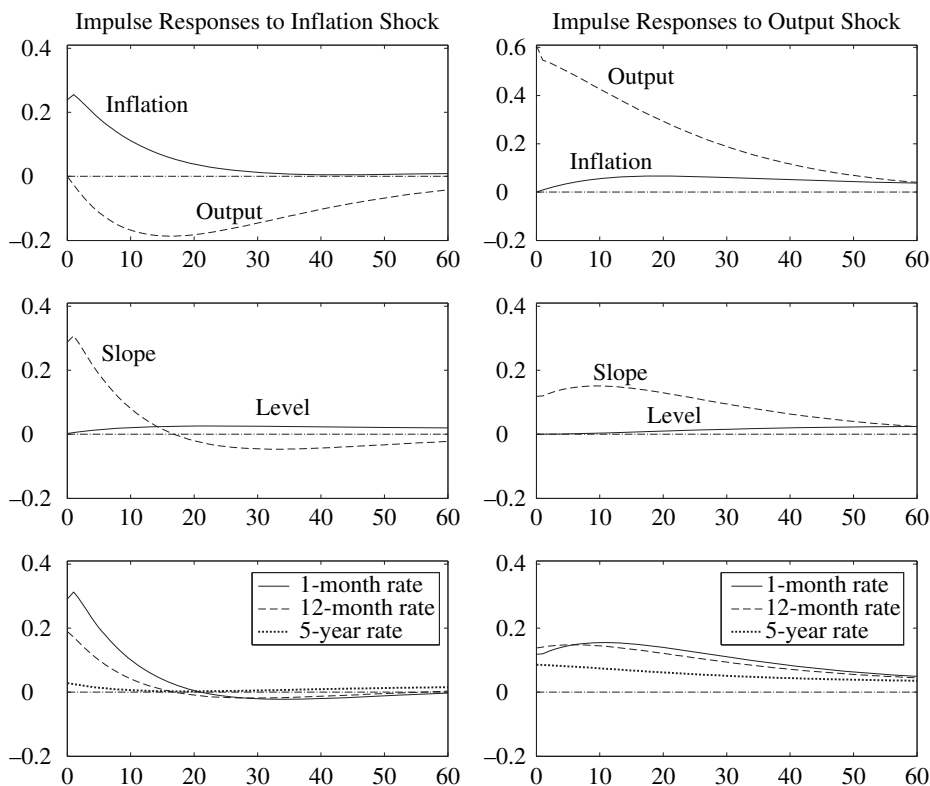 Impulse Responses to Inflation Shock
0.4
0.2
0
–0.2
Inflation
Output
0 10 20 30 40 50 60
Impulse Responses to Output Shock
0.6
0.4
0.2
0
–0.2
Output
Inflation
0 10 20 30 40 50 60
0.4
0.2
0
–0.2
Slope
Level
0 10 20 30 40 50 60
0.4
0.2
0
–0.2
Slope
Level
0 10 20 30 40 50 60
0.4
0.2
0
–0.2
1-month rate
12-month rate
5-year rate
0 10 20 30 40 50 60
0.4
0.2
0
–0.2
1-month rate
12-month rate
5-year rate
0 10 20 30 40 50 60